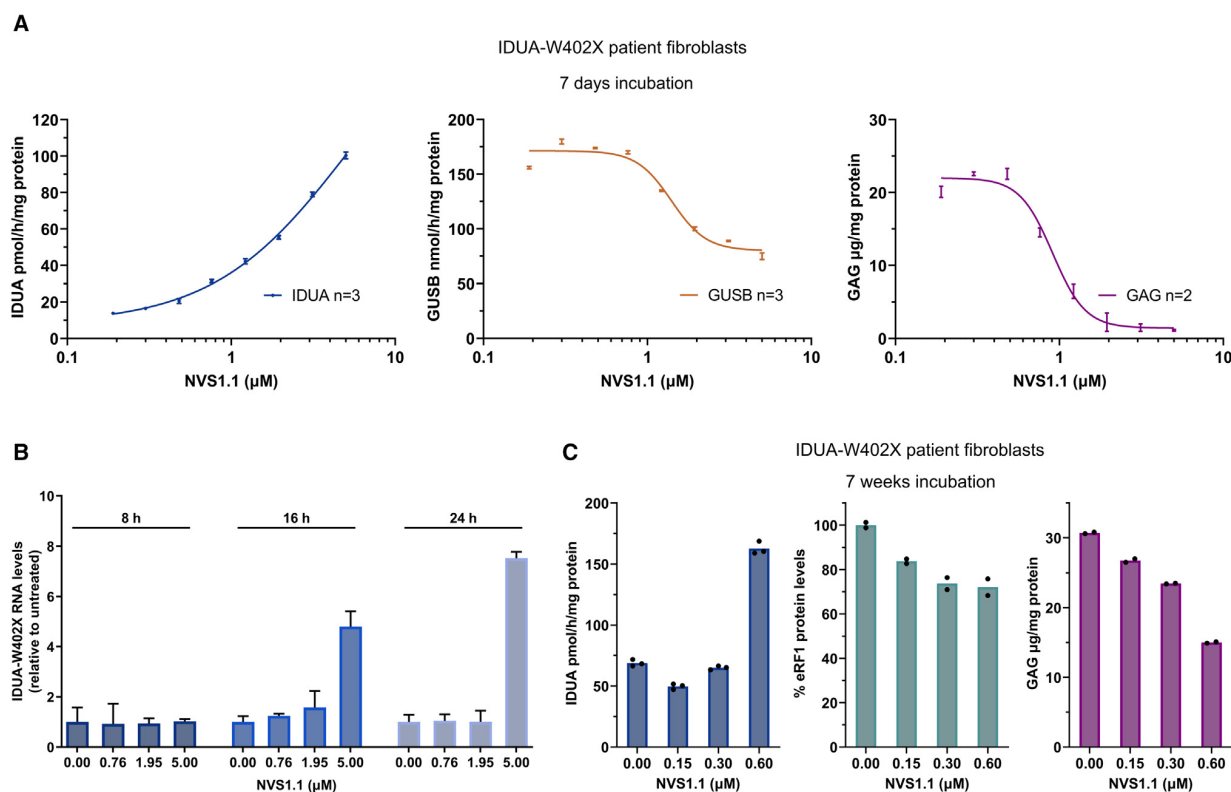 A
IDUA-W402X patient fibroblasts
7 days incubation
IDUA pmol/h/mg protein
120
100
80
60
40
20
0
0.1
1
10
NVS1.1 (µM)
IDUA n=3
GUSB nmol/h/mg protein
200
150
100
50
0
0.1
1
10
NVS1.1 (µM)
GUSB n=3
GAG µg/mg protein
30
20
10
0
0.1
1
10
NVS1.1 (µM)
GAG n=2
B
IDUA-W402X RNA levels
(relative to untreated)
10
8
6
4
2
0
8 h
16 h
24 h
0.00 0.76 1.95 5.00
0.00 0.76 1.95 5.00
0.00 0.76 1.95 5.00
NVS1.1 (µM)
C
IDUA-W402X patient fibroblasts
7 weeks incubation
IDUA pmol/h/mg protein
200
150
100
50
0
0.00 0.15 0.30 0.60
NVS1.1 (µM)
% eRF1 protein levels
100
80
60
40
20
0
0.00 0.15 0.30 0.60
NVS1.1 (µM)
GAG µg/mg protein
30
20
10
0
0.00 0.15 0.30 0.60
NVS1.1 (µM)